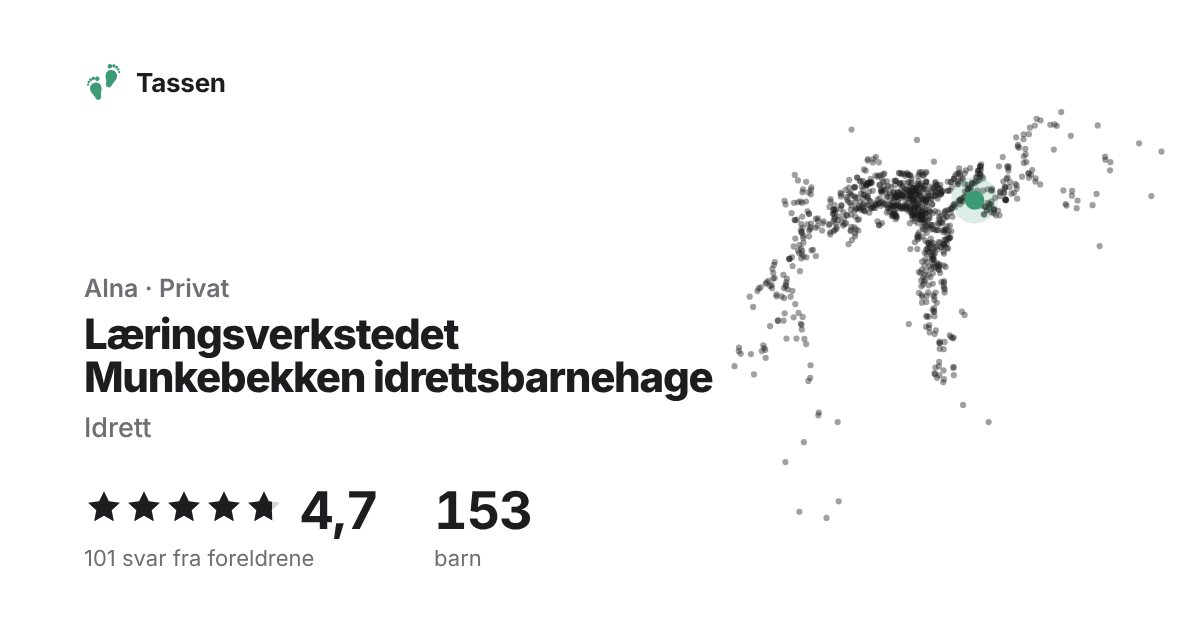 Tassen
Alna · Privat
Læringsverkstedet
Munkebekken idrettsbarnehage
Idrett
4,7
153
101 svar fra foreldrene
barn